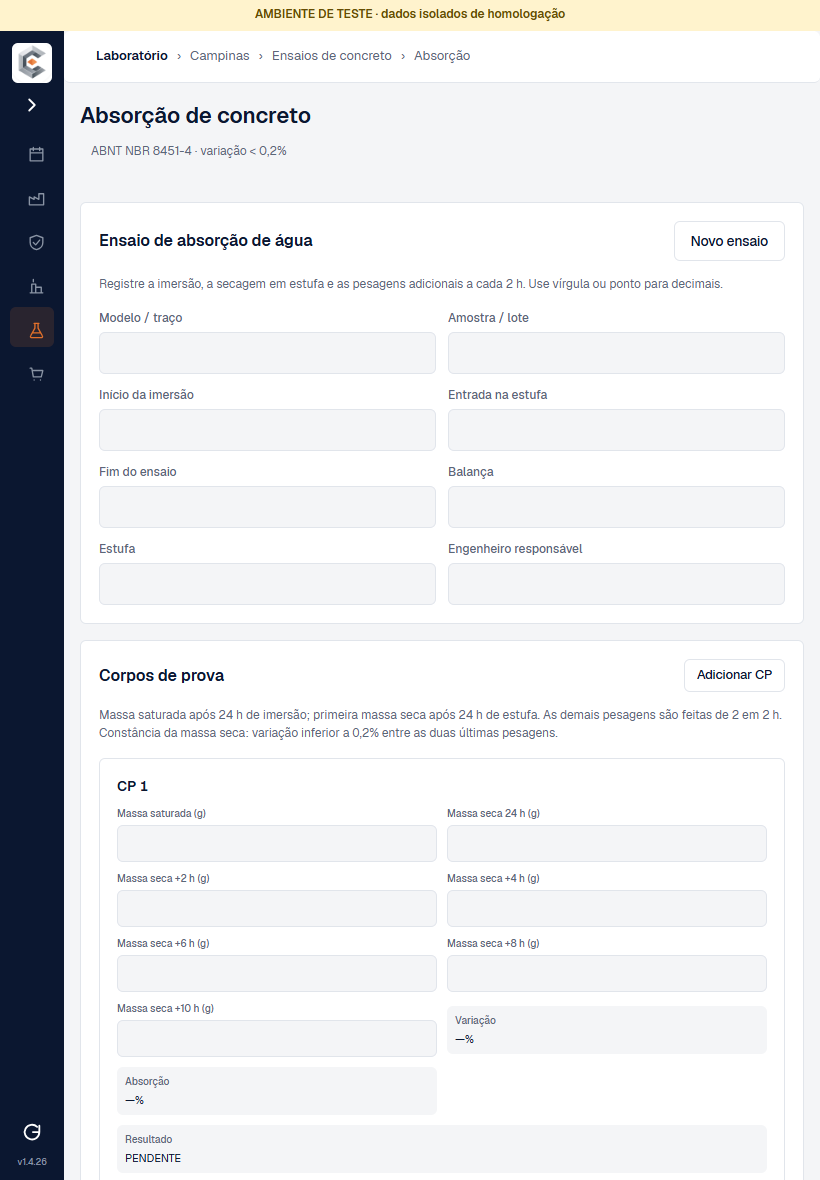 AMBIENTE DE TESTE · dados isolados de homologação
Laboratório › Campinas › Ensaios de concreto › Absorção
Absorção de concreto
ABNT NBR 8451-4 · variação < 0,2%
Ensaio de absorção de água
Novo ensaio
Registre a imersão, a secagem em estufa e as pesagens adicionais a cada 2 h. Use vírgula ou ponto para decimais.
Modelo / traço
Amostra / lote
Início da imersão
Entrada na estufa
Fim do ensaio
Balança
Estufa
Engenheiro responsável
Corpos de prova
Adicionar CP
Massa saturada após 24 h de imersão; primeira massa seca após 24 h de estufa. As demais pesagens são feitas de 2 em 2 h.
Constância da massa seca: variação inferior a 0,2% entre as duas últimas pesagens.
CP 1
Massa saturada (g)
Massa seca 24 h (g)
Massa seca +2 h (g)
Massa seca +4 h (g)
Massa seca +6 h (g)
Massa seca +8 h (g)
Massa seca +10 h (g)
Variação
—%
Absorção
—%
Resultado
PENDENTE
v1.4.26